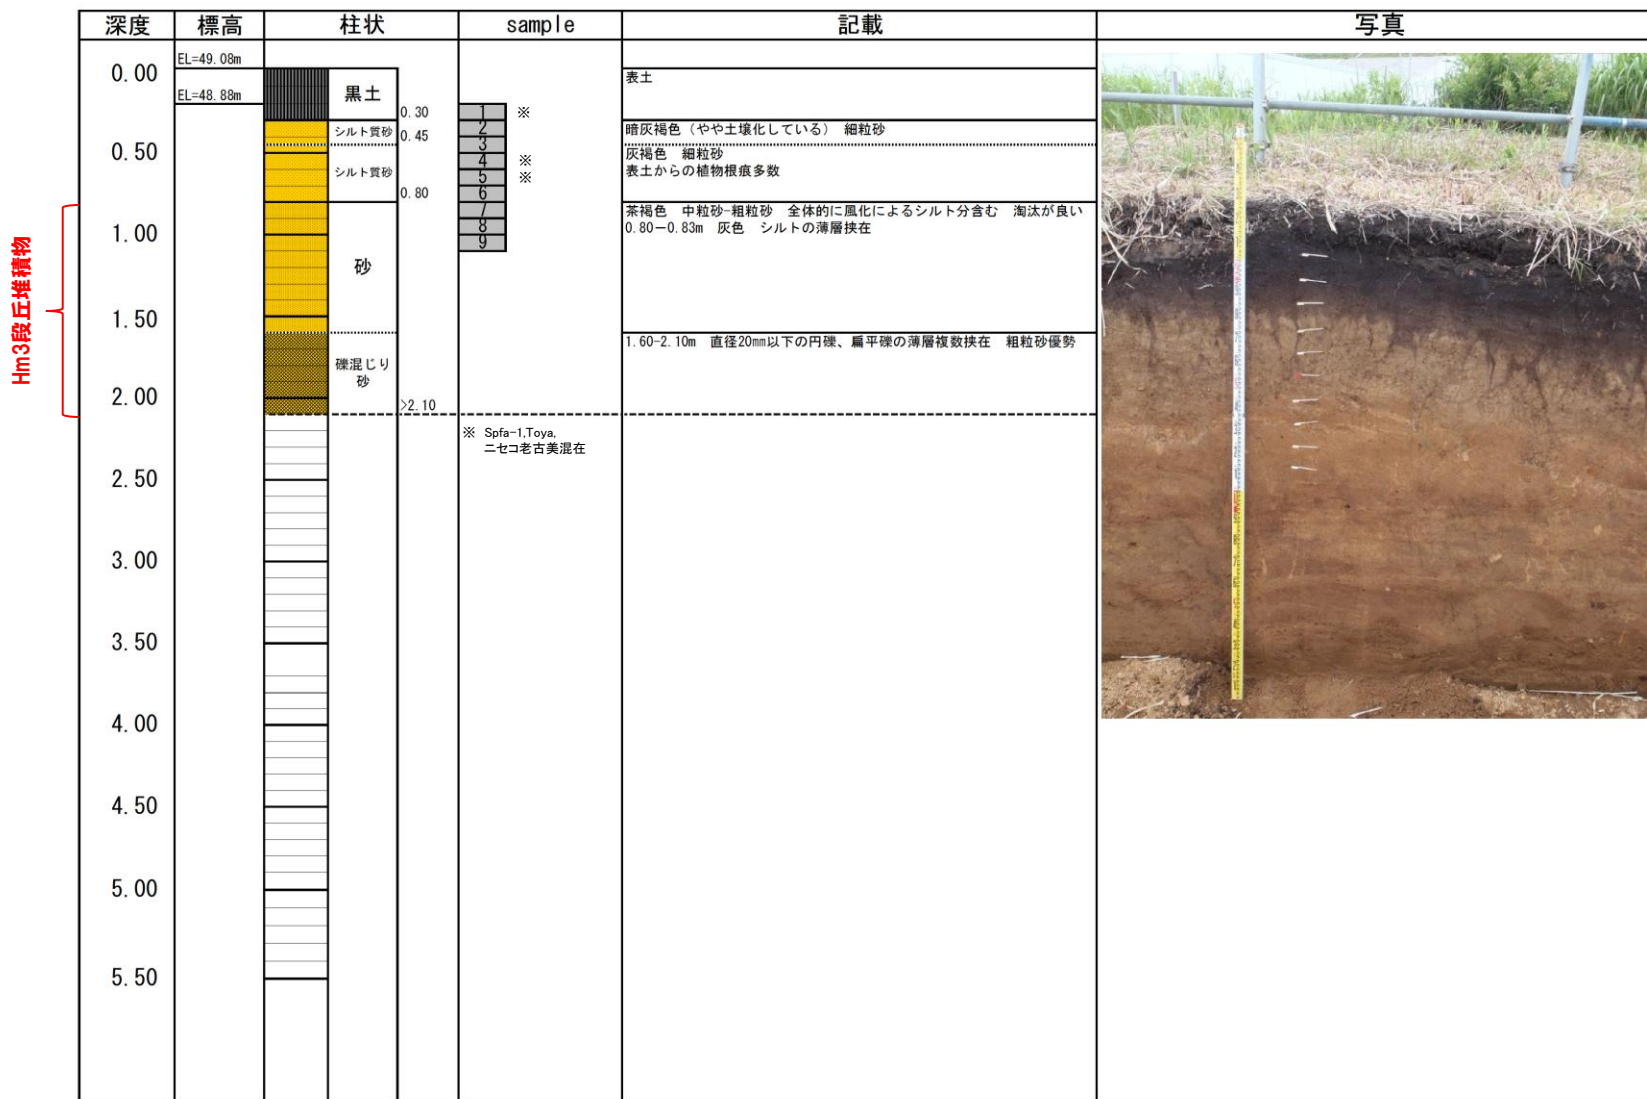 深度 標高 柱状 sample 記載 写真
Hm3段丘堆積物
0.00
0.50
1.00
1.50
2.00
2.50
3.00
3.50
4.00
4.50
5.00
5.50
EL=49.08m
EL=48.88m
黒土
シルト質砂
シルト質砂
砂
礫混じり
砂
0.30
0.45
0.80
>2.10
1 ※
2
3
4 ※
5 ※
6
7
8
9
※ Spfa-1,Toya,
ニセコ老古美混在
表土
暗灰褐色（やや土壌化している） 細粒砂
灰褐色 細粒砂
表土からの植物根痕多数
茶褐色 中粒砂-粗粒砂 全体的に風化によるシルト分含む 淘汰が良い
0.80－0.83m 灰色 シルトの薄層挟在
1.60-2.10m 直径20mm以下の円礫、扁平礫の薄層複数挟在 粗粒砂優勢